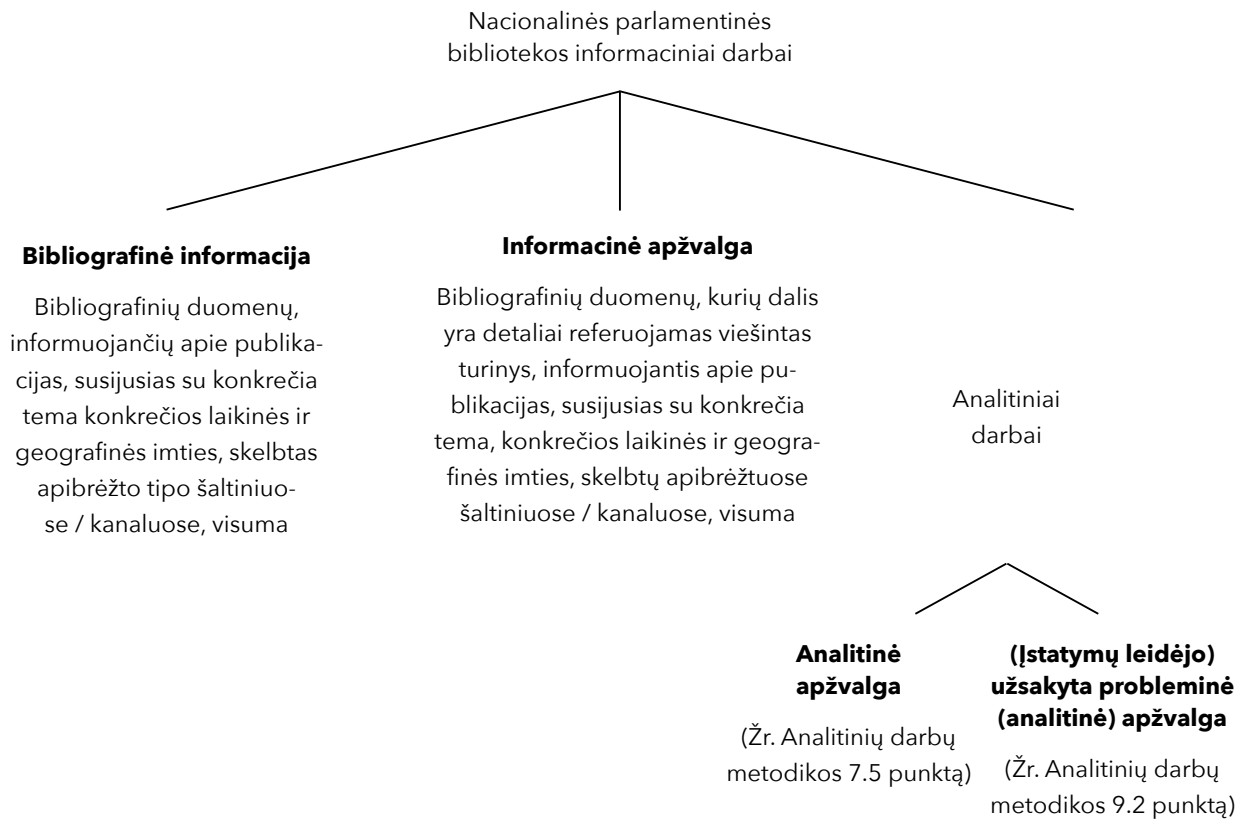 Nacionalinės parlamentinės
bibliotekos informaciniai darbai
Bibliografinė informacija
Bibliografinių duomenų,
informuojančių apie publika-
cijas, susijusias su konkrečia
tema konkrečios laikinės ir
geografinės imties, skelbtas
apibrėžto tipo šaltiniuo-
se / kanaluose, visuma
Informacinė apžvalga
Bibliografinių duomenų, kurių dalis
yra detaliai referuojamas viešintas
turinys, informuojantis apie pu-
blikacijas, susijusias su konkrečia
tema, konkrečios laikinės ir geogra-
finės imties, skelbtų apibrėžtuose
šaltiniuose / kanaluose, visuma
Analitiniai
darbai
Analitinė
apžvalga
(Žr. Analitinių darbų
metodikos 7.5 punktą)
(Įstatymų leidėjo)
užsakyta probleminė
(analitinė) apžvalga
(Žr. Analitinių darbų
metodikos 9.2 punktą)